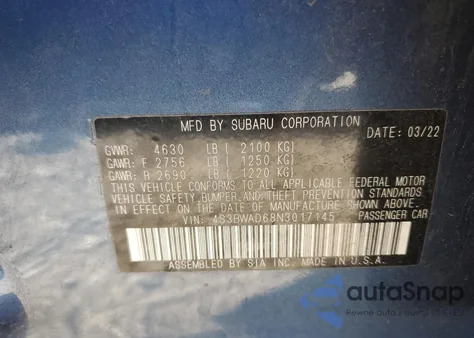 MFD BY SUBARU CORPORATION
DATE: 03/22
GVWR: 4630 LB ( 2100 KG)
GAWR: F 2756 LB ( 1250 KG)
GAWR: R 2690 LB ( 1220 KG)
THIS VEHICLE CONFORMS TO ALL APPLICABLE FEDERAL MOTOR
VEHICLE SAFETY, BUMPER, AND THEFT PREVENTION STANDARDS
IN EFFECT ON THE DATE OF MANUFACTURE SHOWN ABOVE.
VIN: 4S3BWAD68N3017145 PASSENGER CAR
ASSEMBLED BY SIA INC. MADE IN U.S.A.
autoSnap
Pewne auto